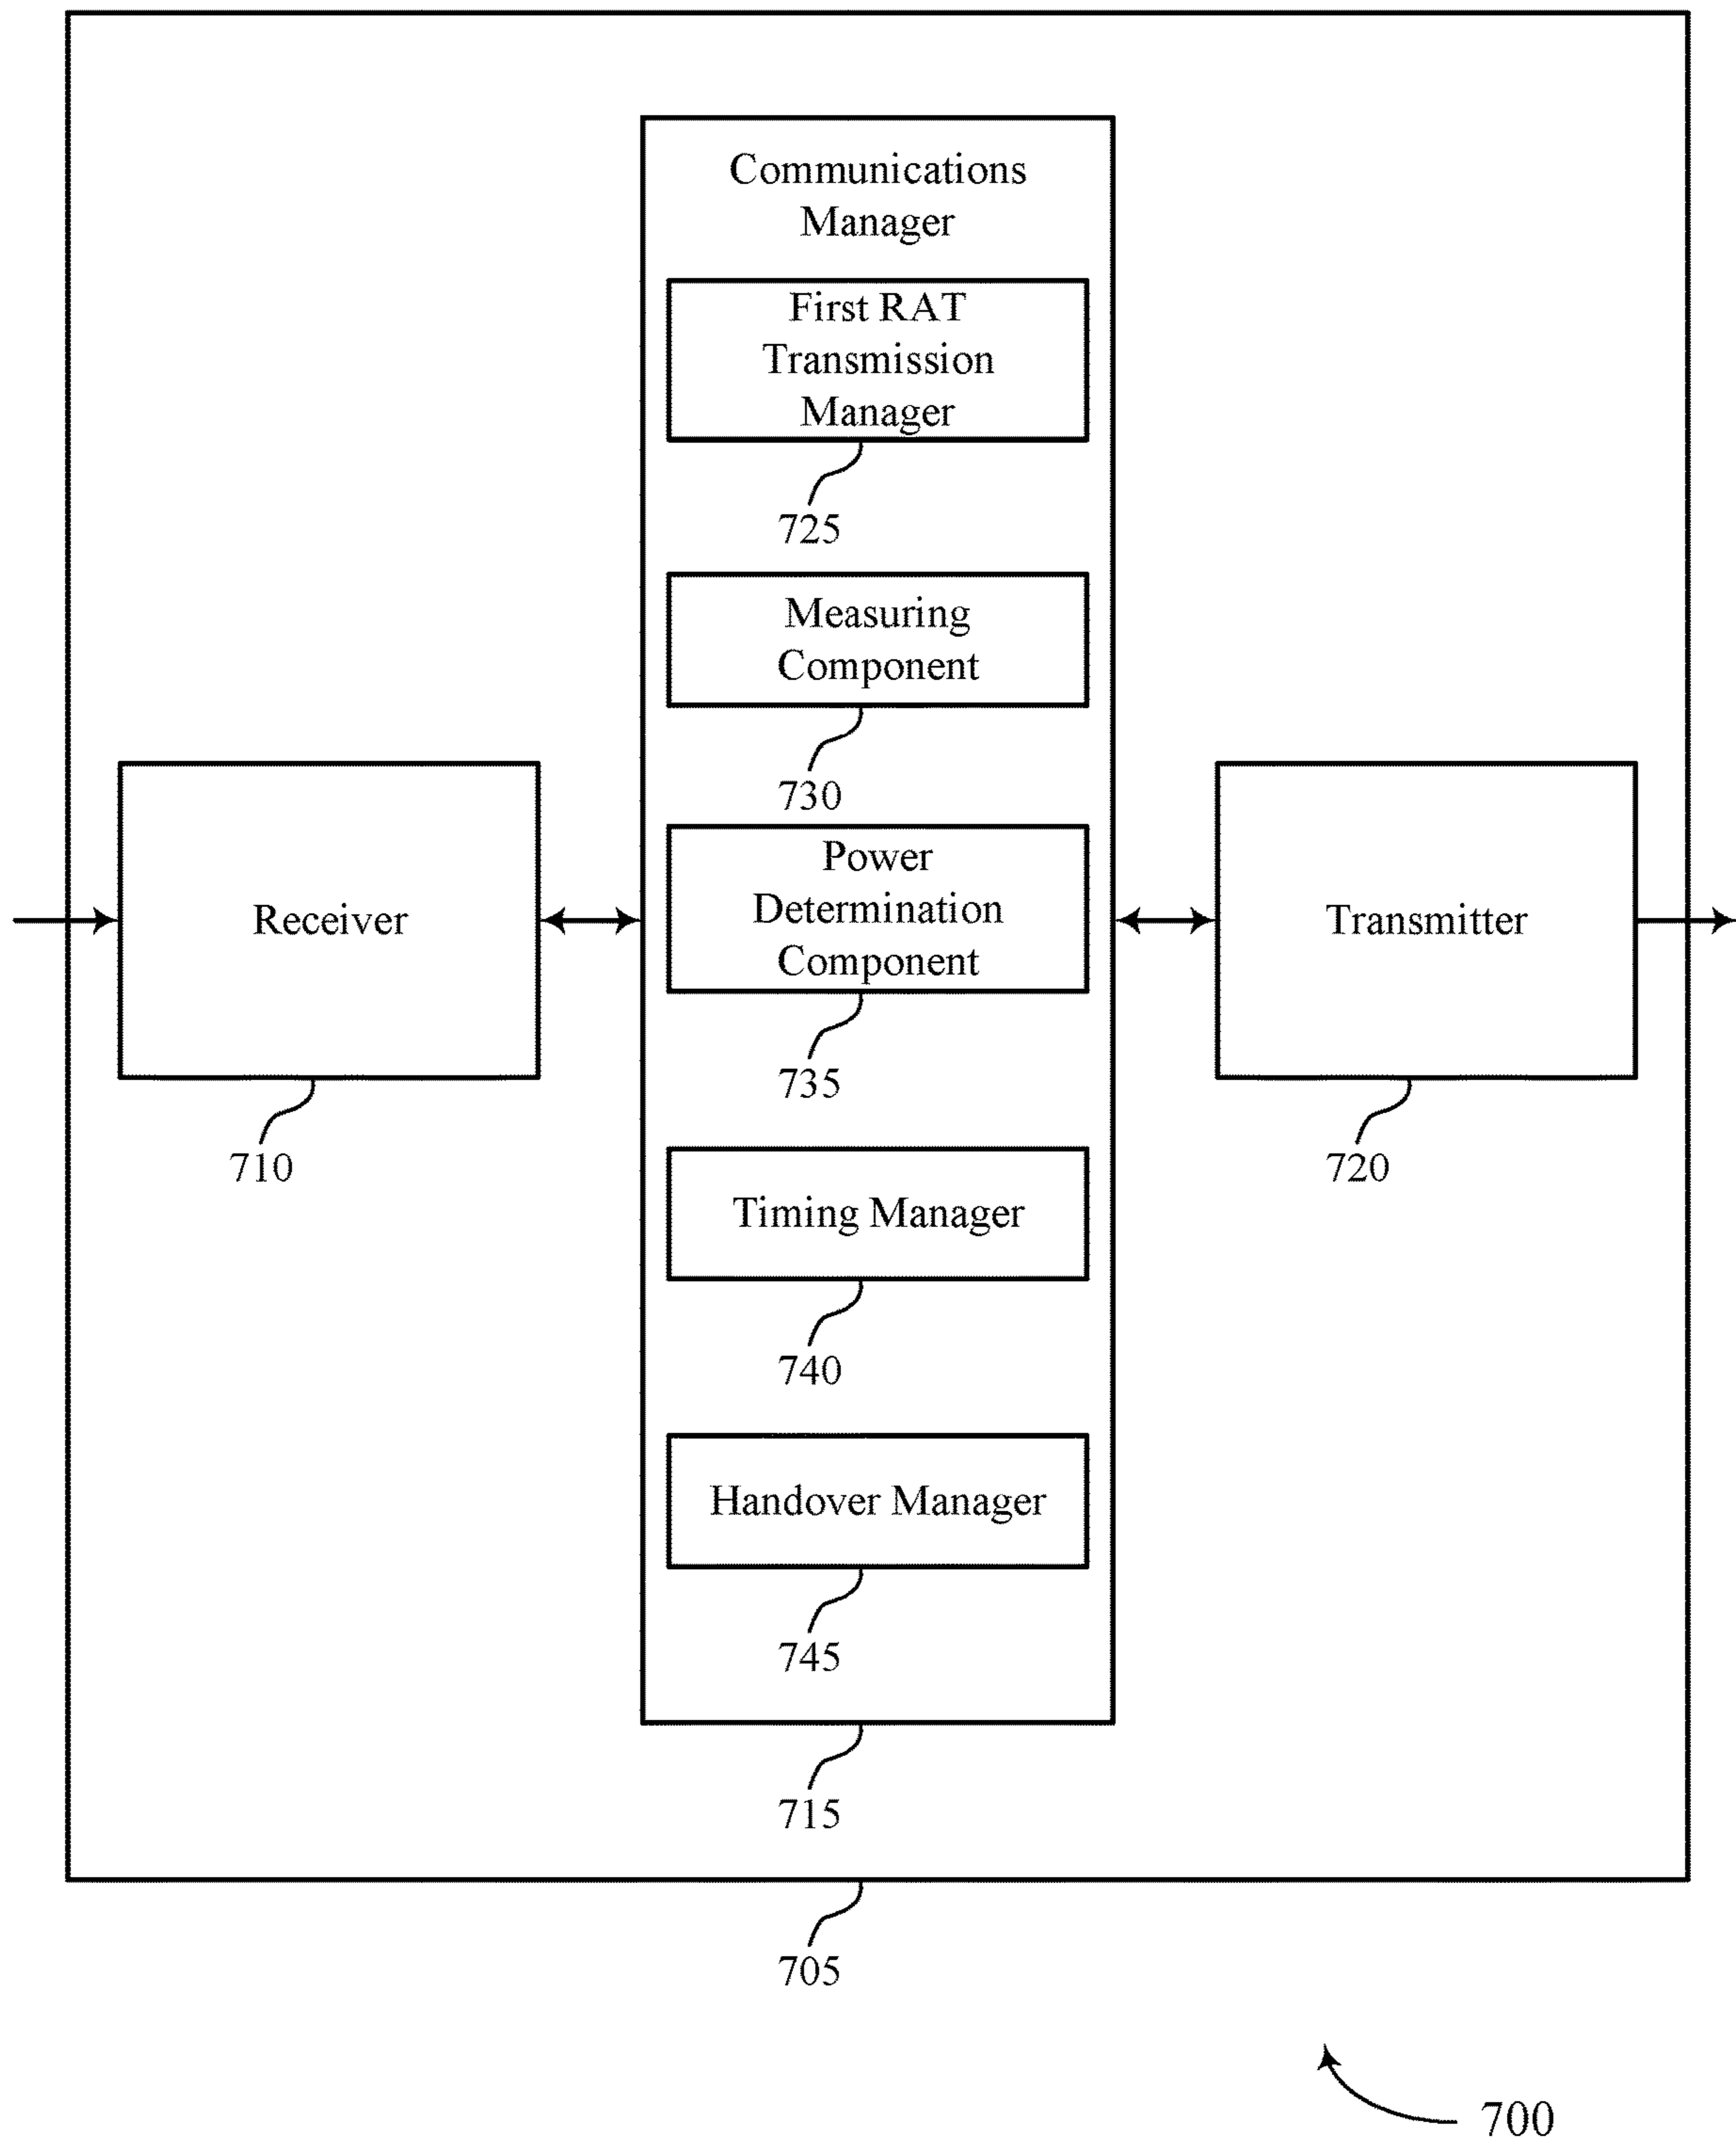 Communications
Manager
First RAT
Transmission
Manager
725
Measuring
Component
730
Power
Determination
Component
735
Receiver
710
Transmitter
720
Timing Manager
740
Handover Manager
745
715
705
700